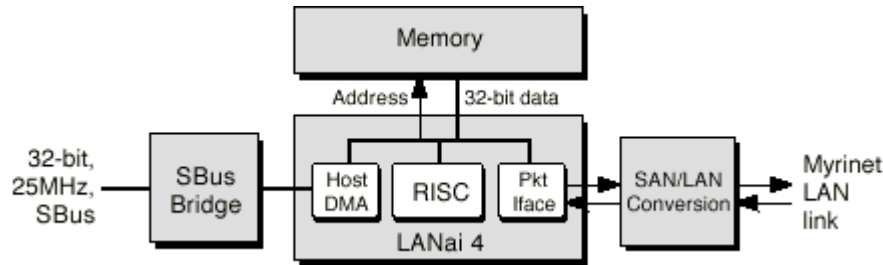 Memory
Address
32-bit data
32-bit,
25MHz,
SBus
SBus
Bridge
Host
DMA
RISC
Pkt
Iface
LANai 4
SAN/LAN
Conversion
Myrinet
LAN
link